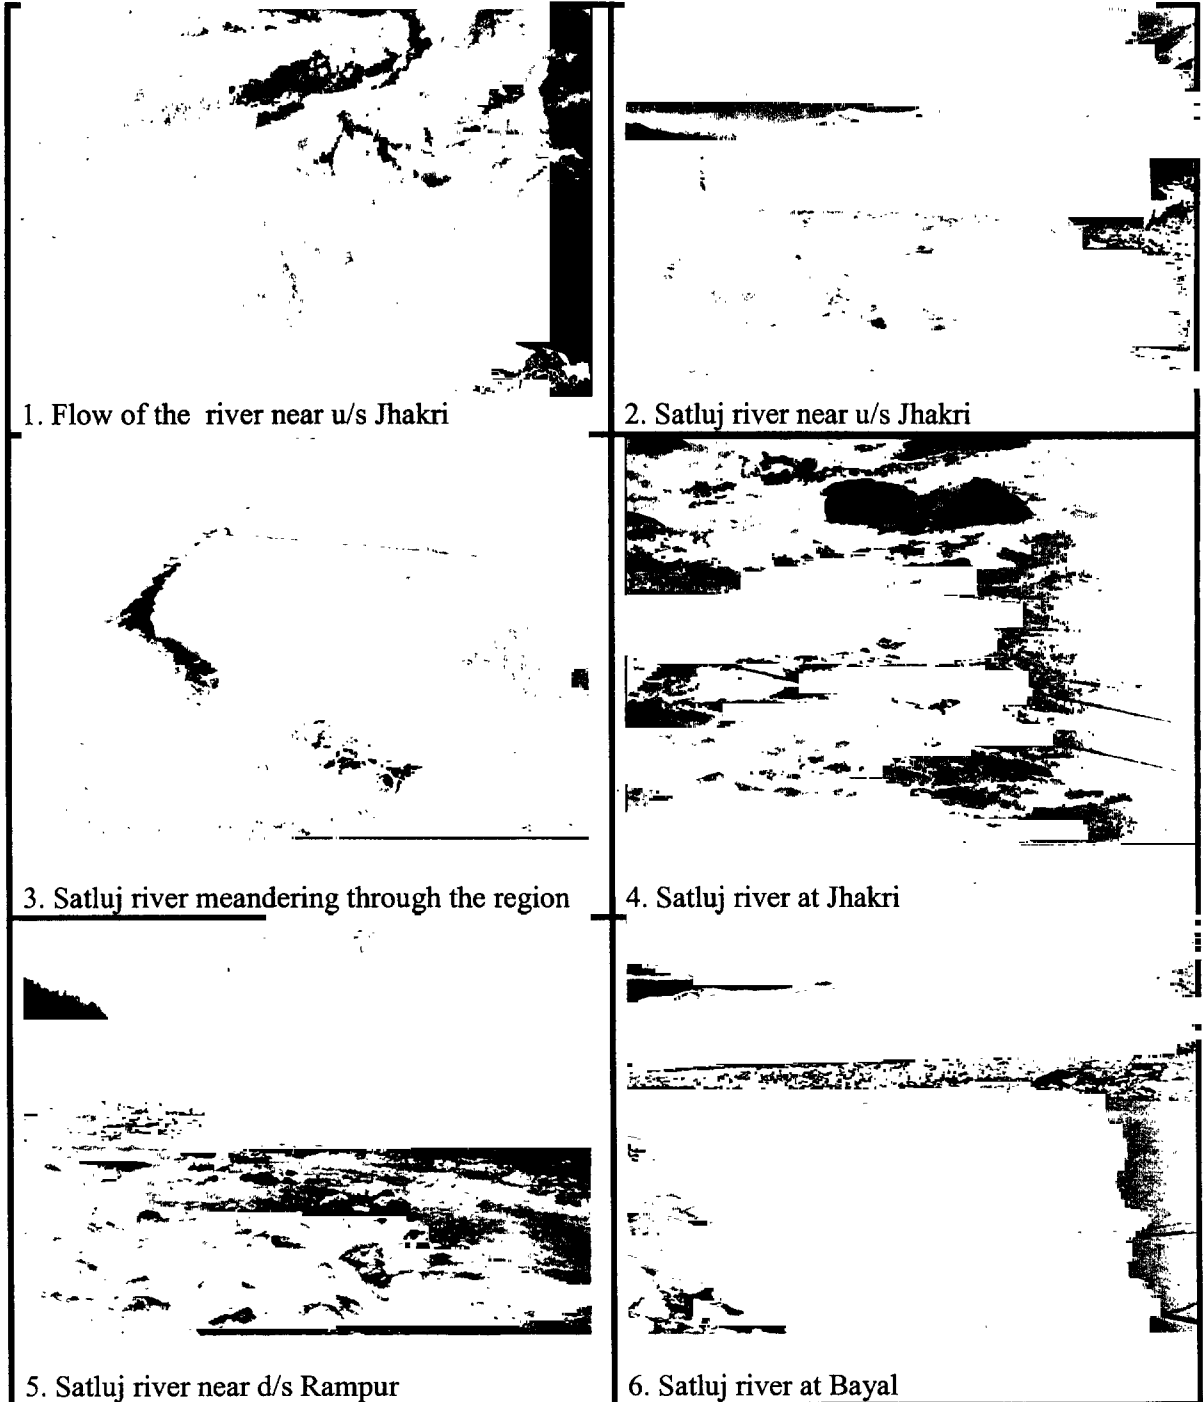 1. Flow of the river near u/s Jhakri
2. Satluj river near u/s Jhakri
3. Satluj river meandering through the region
4. Satluj river at Jhakri
5. Satluj river near d/s Rampur
6. Satluj river at Bayal